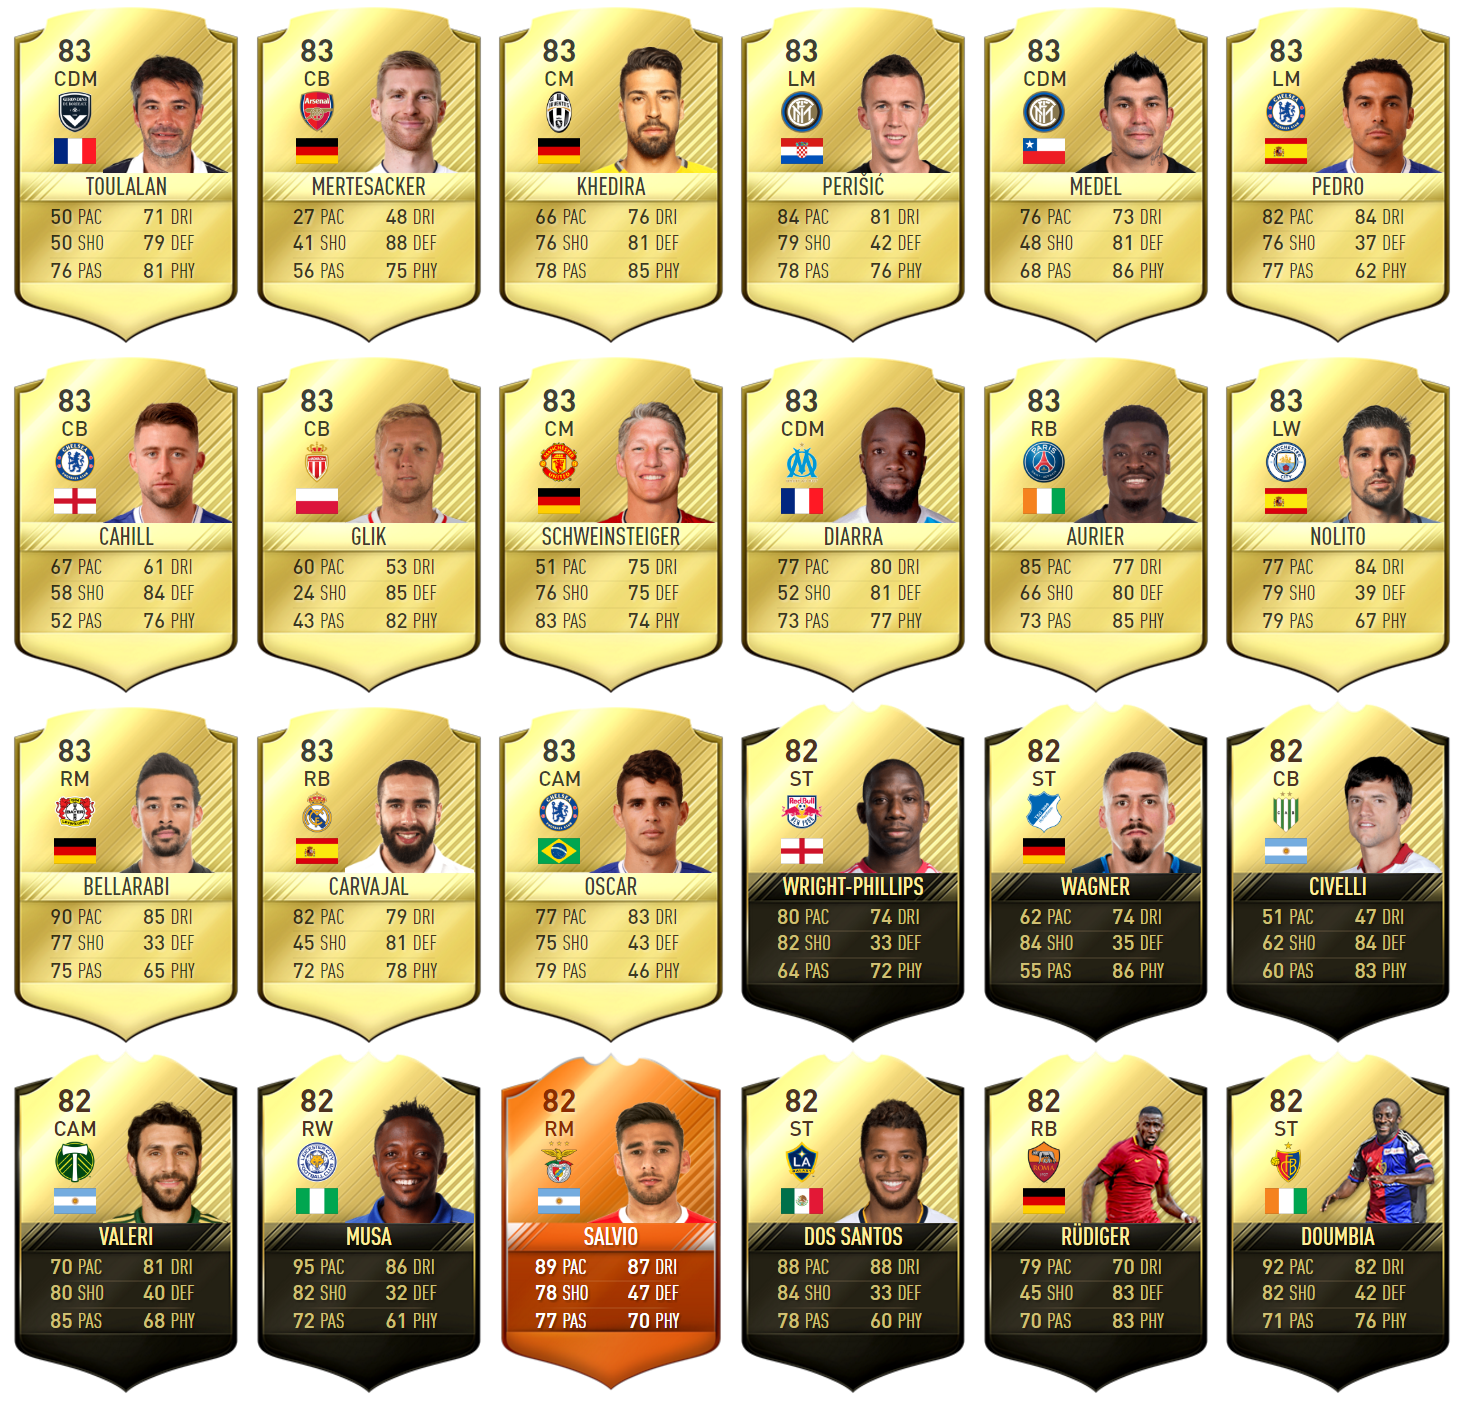 83
CDM
TOULALAN
50 PAC 71 DRI
50 SHO 79 DEF
76 PAS 81 PHY
83
CB
Arsenal
MERTESACKER
27 PAC 48 DRI
41 SHO 88 DEF
56 PAS 75 PHY
83
CM
KHEDIRA
66 PAC 76 DRI
76 SHO 81 DEF
78 PAS 85 PHY
83
LM
PERIŠIĆ
84 PAC 81 DRI
79 SHO 42 DEF
78 PAS 76 PHY
83
CDM
MEDEL
76 PAC 73 DRI
48 SHO 81 DEF
68 PAS 86 PHY
83
LM
PEDRO
82 PAC 84 DRI
76 SHO 37 DEF
77 PAS 62 PHY
83
CB
CAHILL
67 PAC 61 DRI
58 SHO 84 DEF
52 PAS 76 PHY
83
CB
GLIK
60 PAC 53 DRI
24 SHO 85 DEF
43 PAS 82 PHY
83
CM
SCHWEINSTEIGER
51 PAC 75 DRI
76 SHO 75 DEF
83 PAS 74 PHY
83
CDM
DIARRA
77 PAC 80 DRI
52 SHO 81 DEF
73 PAS 77 PHY
83
RB
PARIS
AURIER
85 PAC 77 DRI
66 SHO 80 DEF
73 PAS 85 PHY
83
LW
NOLITO
77 PAC 84 DRI
79 SHO 39 DEF
79 PAS 67 PHY
83
RM
BELLARABI
90 PAC 85 DRI
77 SHO 33 DEF
75 PAS 65 PHY
83
RB
CARVAJAL
82 PAC 79 DRI
45 SHO 81 DEF
72 PAS 78 PHY
83
CAM
OSCAR
77 PAC 83 DRI
75 SHO 43 DEF
79 PAS 46 PHY
82
ST
Red Bull
NEW YORK
WRIGHT-PHILLIPS
80 PAC 74 DRI
82 SHO 33 DEF
64 PAS 72 PHY
82
ST
WAGNER
62 PAC 74 DRI
84 SHO 35 DEF
55 PAS 86 PHY
82
CB
CIVELLI
51 PAC 47 DRI
62 SHO 84 DEF
60 PAS 83 PHY
82
CAM
VALERI
70 PAC 81 DRI
80 SHO 40 DEF
85 PAS 68 PHY
82
RW
MUSA
95 PAC 86 DRI
82 SHO 32 DEF
72 PAS 61 PHY
82
RM
SALVIO
89 PAC 87 DRI
78 SHO 47 DEF
77 PAS 70 PHY
82
ST
LA
DOS SANTOS
88 PAC 88 DRI
84 SHO 33 DEF
78 PAS 60 PHY
82
RB
ROMA
RÜDIGER
79 PAC 70 DRI
45 SHO 83 DEF
70 PAS 83 PHY
82
ST
FCB
DOUMBIA
92 PAC 82 DRI
82 SHO 42 DEF
71 PAS 76 PHY